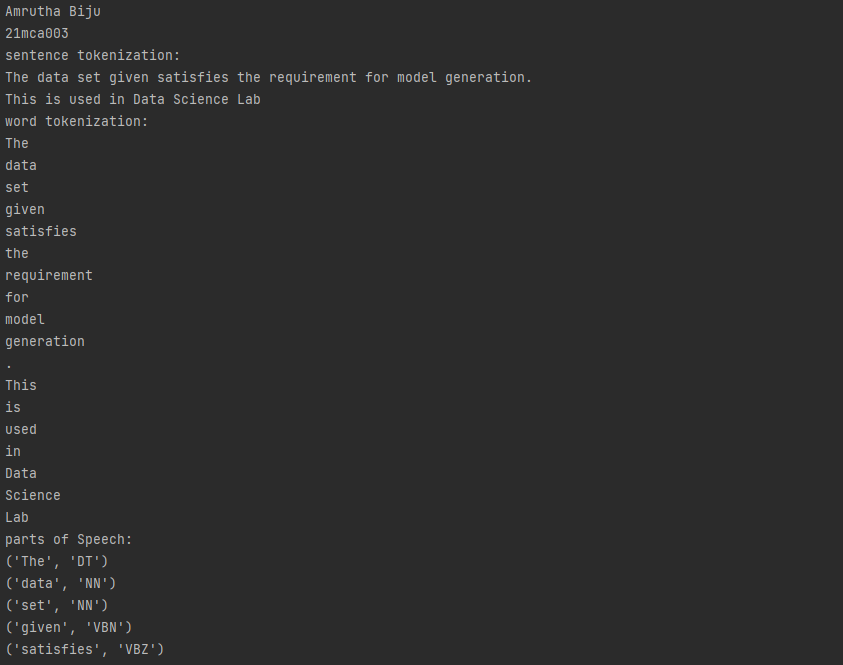 Amrutha Biju
21mca003
sentence tokenization:
The data set given satisfies the requirement for model generation.
This is used in Data Science Lab
word tokenization:
The
data
set
given
satisfies
the
requirement
for
model
generation
.
This
is
used
in
Data
Science
Lab
parts of Speech:
('The', 'DT')
('data', 'NN')
('set', 'NN')
('given', 'VBN')
('satisfies', 'VBZ')